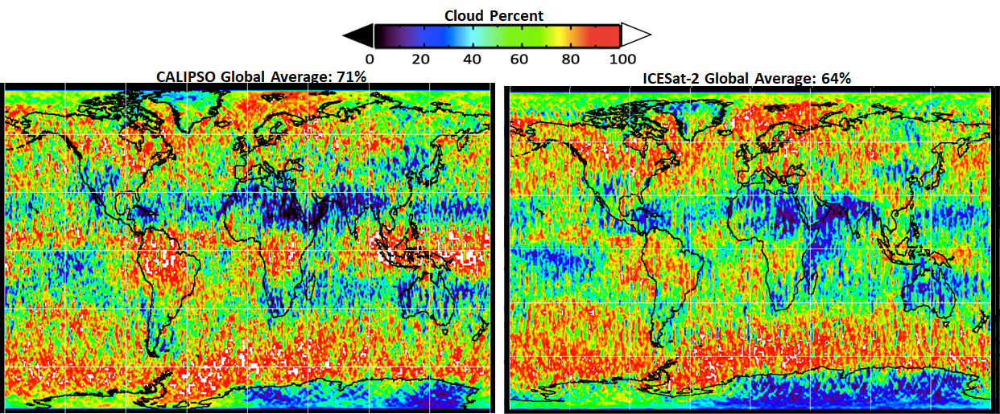 Cloud Percent
0 20 40 60 80 100
CALIPSO Global Average: 71%
ICESat-2 Global Average: 64%